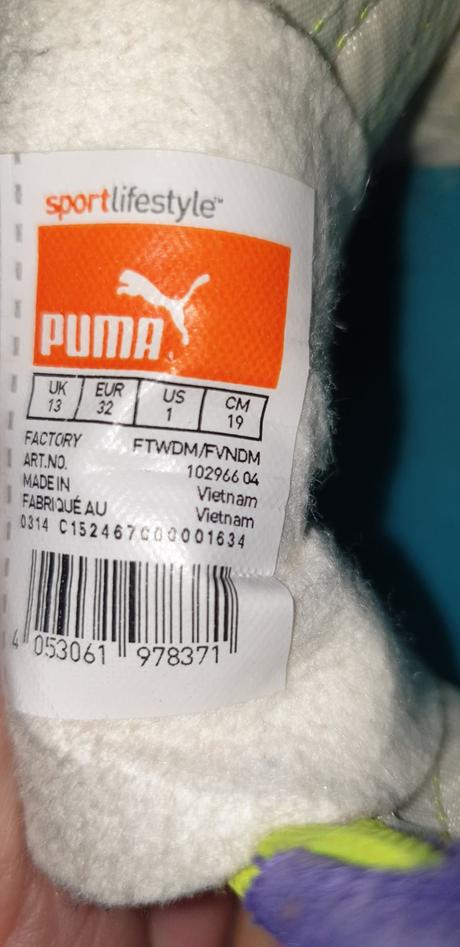 sportlifestyle™
PUMA
UK EUR US CM
13 32 1 19
FACTORY FTWDM/FVNDM
ART.NO. 102966 04
MADE IN Vietnam
FABRIQUÉ AU Vietnam
0314 C152467000001634
4 053061 978371